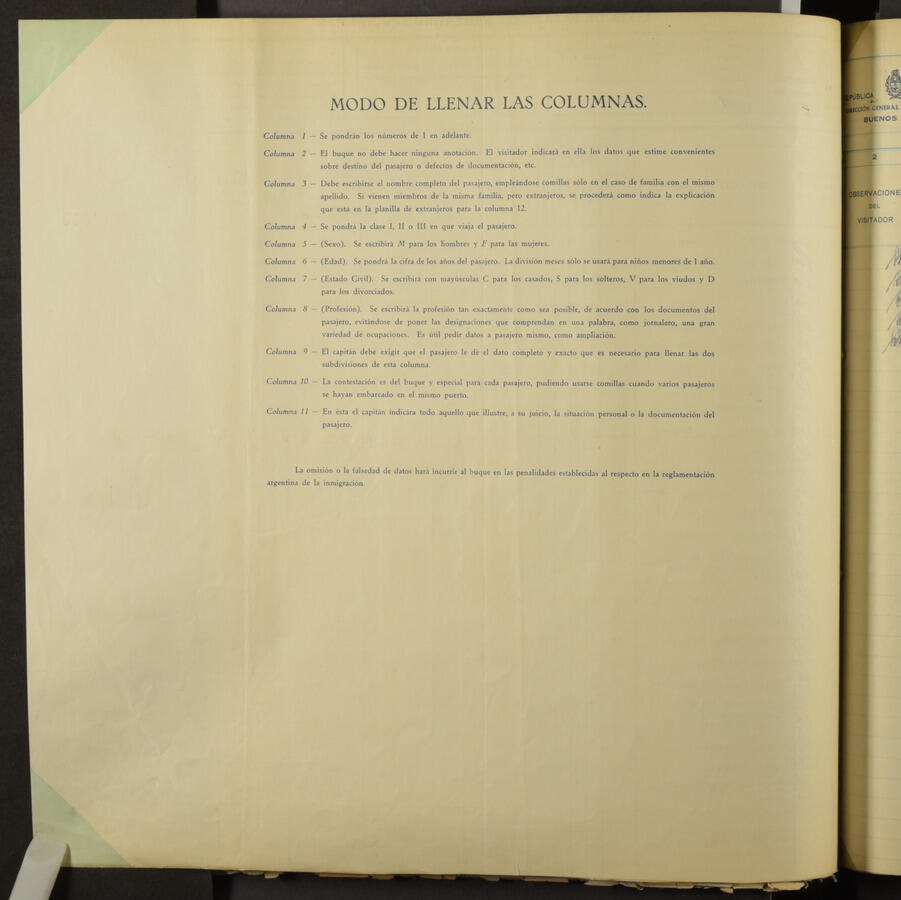 MODO DE LLENAR LAS COLUMNAS.
Columna 1 — Se pondrán los números de 1 en adelante.
Columna 2 — El buque no debe hacer ninguna anotación. El visitador indicará en ella los datos que estime convenientes
sobre destino del pasajero o defectos de documentación, etc.
Columna 3 — Debe escribirse el nombre completo del pasajero, empleándose comillas sólo en el caso de familia con el mismo
apellido. Si vienen miembros de la misma familia, pero extranjeros, se procederá como indica la explicación
que está en la planilla de extranjeros para la columna 12.
Columna 4 — Se pondrá la clase I, II o III en que viaja el pasajero.
Columna 5 — (Sexo). Se escribirá M para los hombres y F para las mujeres.
Columna 6 — (Edad). Se pondrá la cifra de los años del pasajero. La división meses sólo se usará para niños menores de 1 año.
Columna 7 — (Estado Civil). Se escribirá con mayúsculas C para los casados, S para los solteros, V para los viudos y D
para los divorciados.
Columna 8 — (Profesión). Se escribirá la profesión tan exactamente como sea posible, de acuerdo con los documentos del
pasajero, evitándose de poner las designaciones que comprendan en una palabra, como jornalero, una gran
variedad de ocupaciones. Es útil pedir datos a pasajero mismo, como ampliación.
Columna 9 — El capitán debe exigir que el pasajero le dé el dato completo y exacto que es necesario para llenar las dos
subdivisiones de esta columna.
Columna 10 — La contestación es del buque y especial para cada pasajero, pudiendo usarse comillas cuando varios pasajeros
se hayan embarcado en el mismo puerto.
Columna 11 — En ésta el capitán indicára todo aquello que illustre, a su juicio, la situación personal o la documentación del
pasajero.
La omisión o la falsedad de datos hará incurrir al buque en las penalidades establecidas al respecto en la reglamentación
argentina de la inmigración.
REPÚBLICA
DIRECCIÓN GENERAL
BUENOS
2
OBSERVACIONE
DEL
VISITADOR